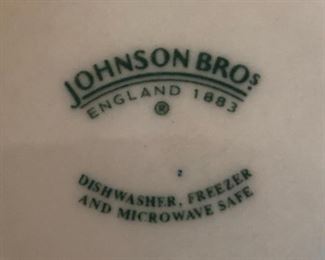 JOHNSON BROS
ENGLAND 1883
®
DISHWASHER, FREEZER
AND MICROWAVE SAFE